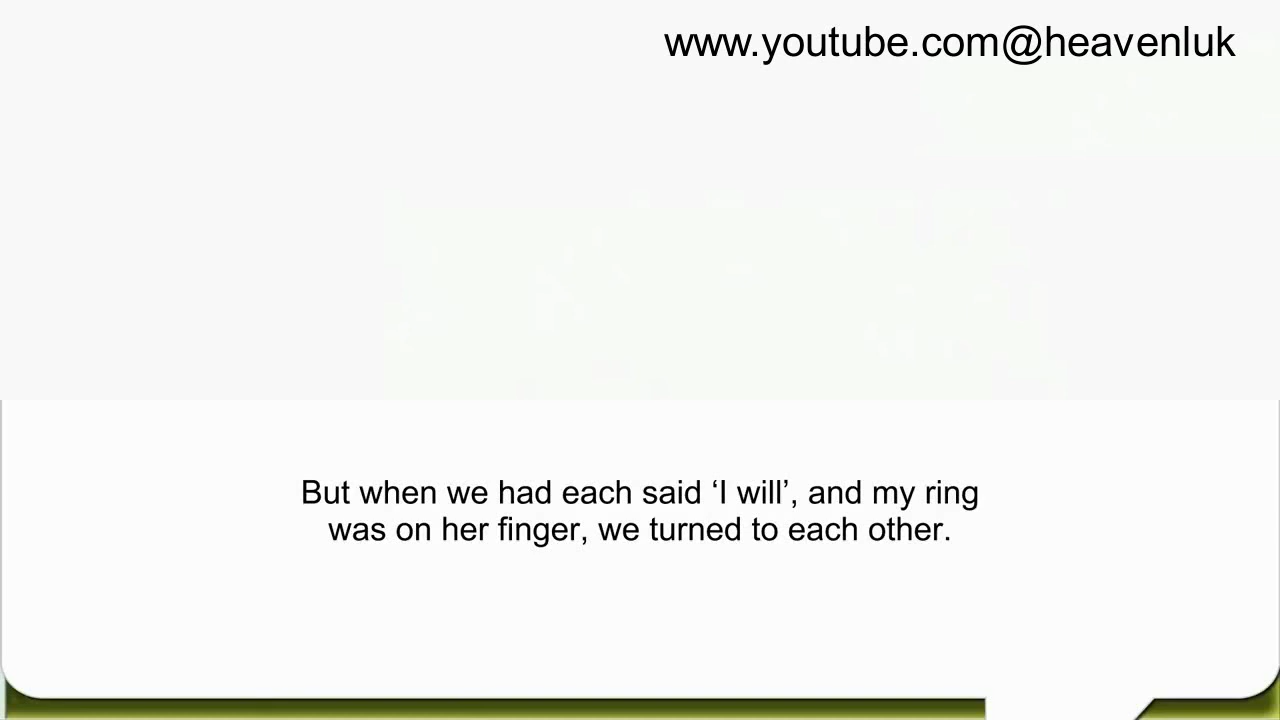 www.youtube.com@heavenluk
But when we had each said ‘I will’, and my ring
was on her finger, we turned to each other.